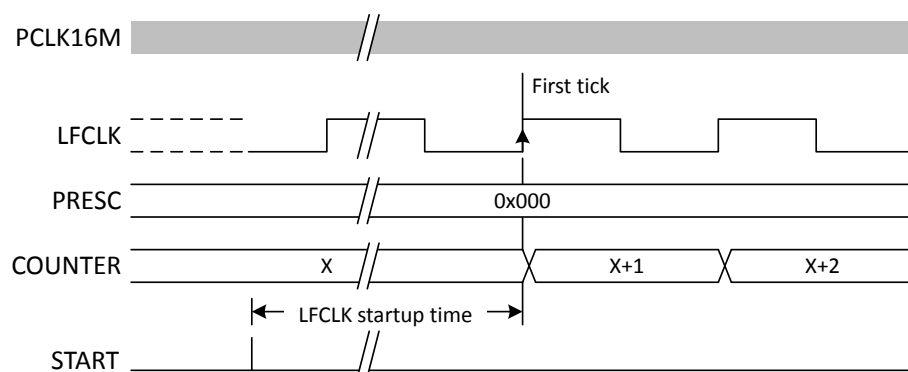 PCLK16M
First tick
LFCLK
PRESC
0x000
COUNTER
X
X+1
X+2
LFCLK startup time
START